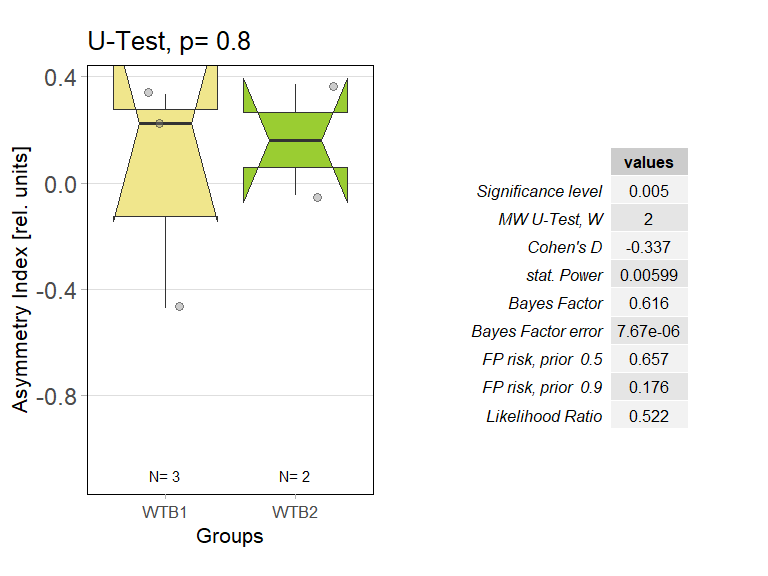 U-Test, p= 0.8
Asymmetry Index [rel. units]
0.4
0.0
-0.4
-0.8
N= 3
N= 2
WTB1
WTB2
Groups
values
Significance level 0.005
MW U-Test, W 2
Cohen's D -0.337
stat. Power 0.00599
Bayes Factor 0.616
Bayes Factor error 7.67e-06
FP risk, prior  0.5 0.657
FP risk, prior  0.9 0.176
Likelihood Ratio 0.522